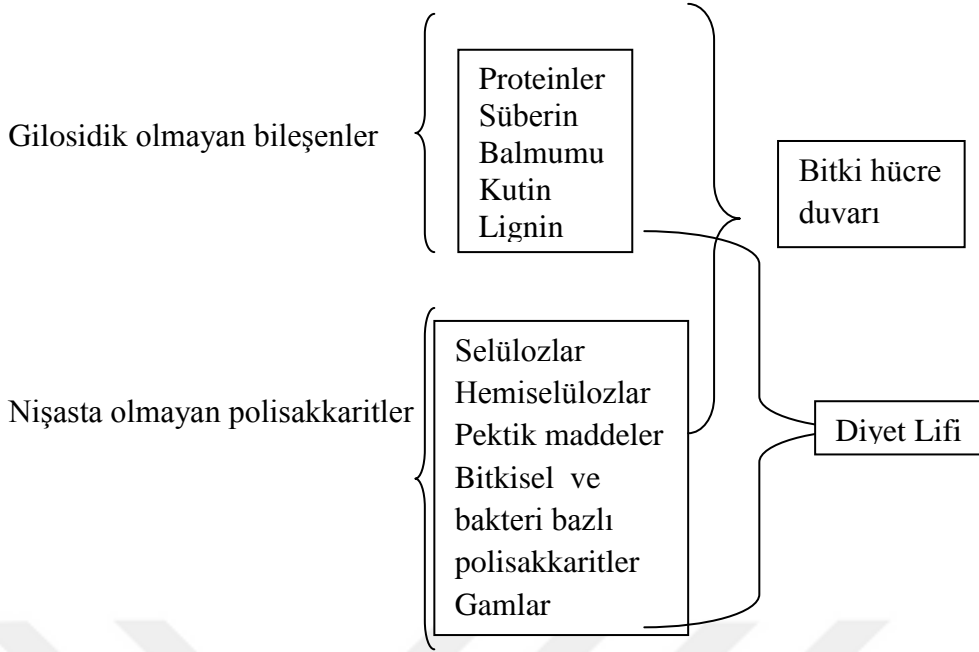 Gilosidik olmayan bileşenler
Proteinler
Süberin
Balmumu
Kutin
Lignin
Bitki hücre
duvarı
Nişasta olmayan polisakkaritler
Selülozlar
Hemiselülozlar
Pektik maddeler
Bitkisel ve
bakteri bazlı
polisakkaritler
Gamlar
Diyet Lifi